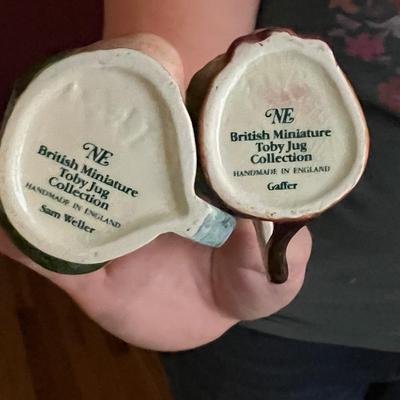 NE
British Miniature
Toby Jug
Collection
HANDMADE IN ENGLAND
Sam Weller
NE
British Miniature
Toby Jug
Collection
HANDMADE IN ENGLAND
Gaffer